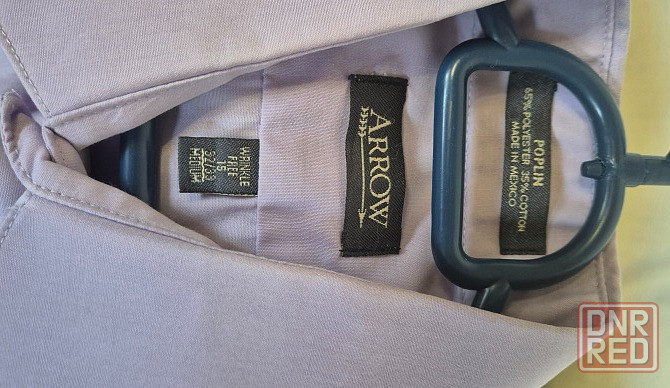 WRINKLE
FREE
15
32/33
MEDIUM
ARROW
POPLIN
65% POLYESTER 35% COTTON
MADE IN MEXICO
DNR
RED